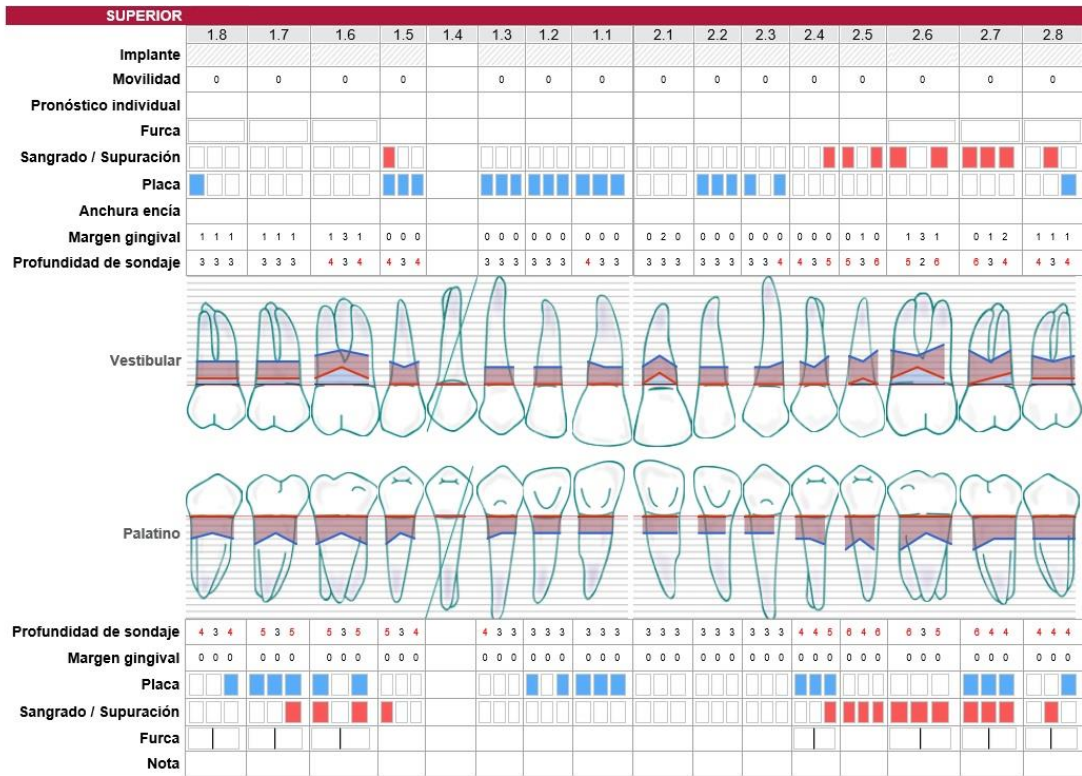 SUPERIOR
1.8 1.7 1.6 1.5 1.4 1.3 1.2 1.1 2.1 2.2 2.3 2.4 2.5 2.6 2.7 2.8
Implante
Movilidad 0 0 0 0 0 0 0 0 0 0 0 0 0 0 0
Pronóstico individual
Furca
Sangrado / Supuración
Placa
Anchura encía
Margen gingival 1 1 1 1 1 1 1 3 1 0 0 0 0 0 0 0 0 0 0 0 0 0 2 0 0 0 0 0 0 0 0 0 0 0 1 0 1 3 1 0 1 2 1 1 1
Profundidad de sondaje 3 3 3 3 3 3 4 3 4 4 3 4 3 3 3 3 3 3 4 3 3 3 3 3 3 3 3 3 3 4 4 3 5 5 3 6 5 2 6 6 3 4 4 3 4
Vestibular
Palatino
Profundidad de sondaje 4 3 4 5 3 5 5 3 5 5 3 4 4 3 3 3 3 3 3 3 3 3 3 3 3 3 3 3 3 3 4 4 5 6 4 6 6 3 5 6 4 4 4 4 4
Margen gingival 0 0 0 0 0 0 0 0 0 0 0 0 0 0 0 0 0 0 0 0 0 0 0 0 0 0 0 0 0 0 0 0 0 0 0 0 0 0 0 0 0 0 0 0 0
Placa
Sangrado / Supuración
Furca
Nota